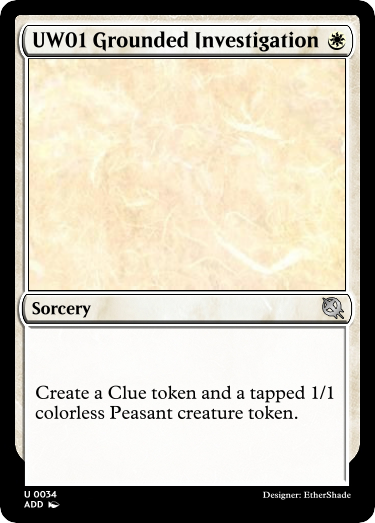 UW01 Grounded Investigation
Sorcery
Create a Clue token and a tapped 1/1
colorless Peasant creature token.
U 0034
ADD
Designer: EtherShade